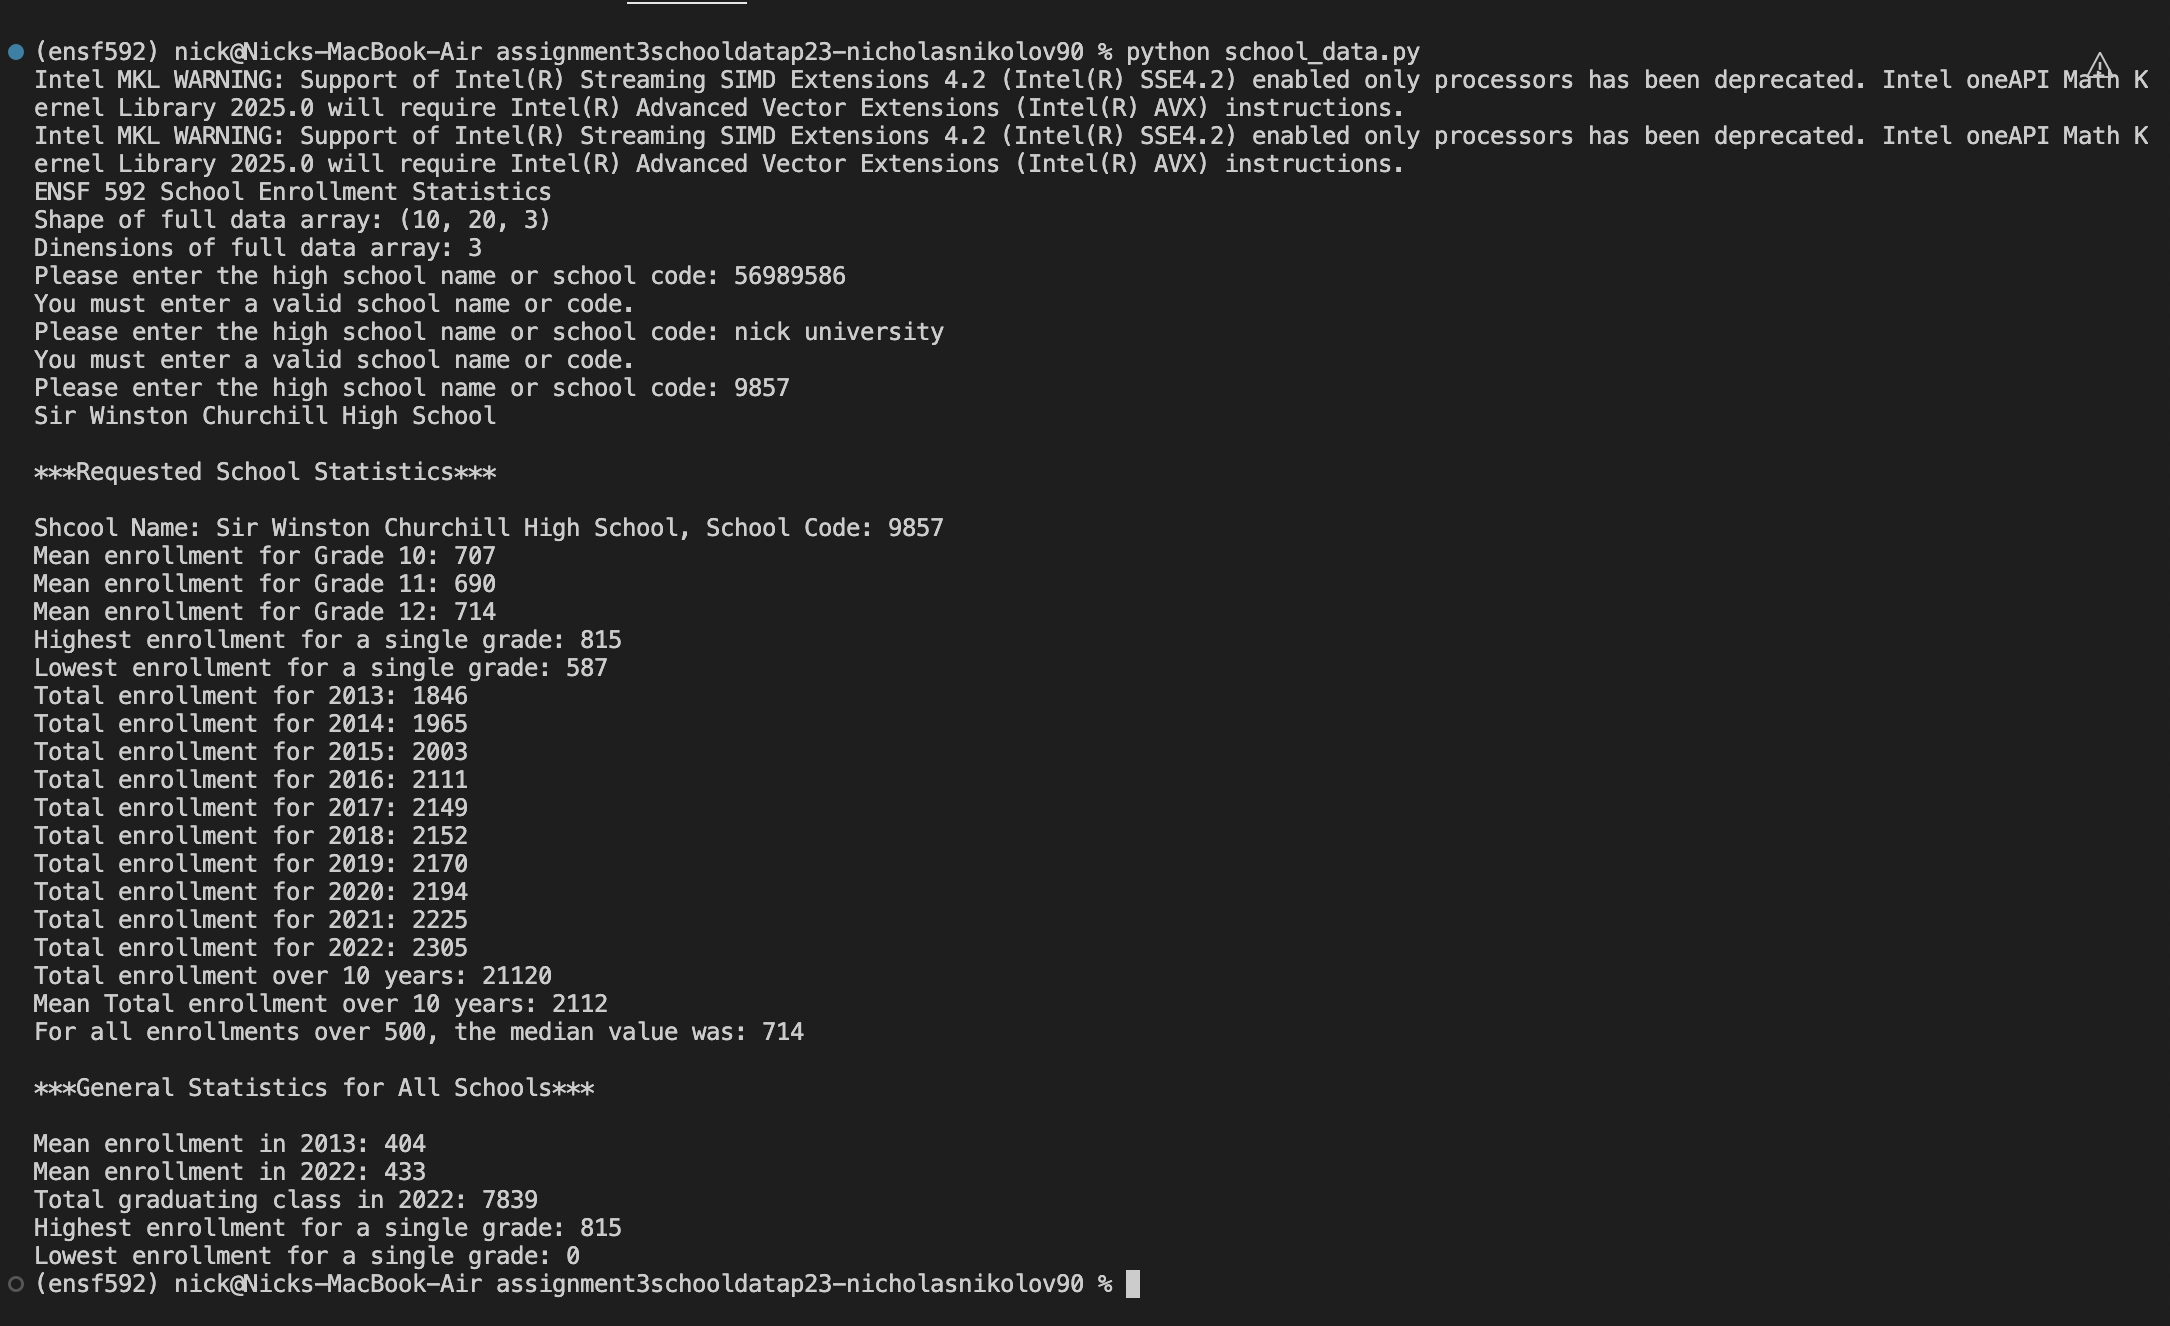 (ensf592) nick@Nicks-MacBook-Air assignment3schooldatap23-nicholasnikolov90 % python school_data.py
Intel MKL WARNING: Support of Intel(R) Streaming SIMD Extensions 4.2 (Intel(R) SSE4.2) enabled only processors has been deprecated. Intel oneAPI Math K
ernel Library 2025.0 will require Intel(R) Advanced Vector Extensions (Intel(R) AVX) instructions.
Intel MKL WARNING: Support of Intel(R) Streaming SIMD Extensions 4.2 (Intel(R) SSE4.2) enabled only processors has been deprecated. Intel oneAPI Math K
ernel Library 2025.0 will require Intel(R) Advanced Vector Extensions (Intel(R) AVX) instructions.
ENSF 592 School Enrollment Statistics
Shape of full data array: (10, 20, 3)
Dinensions of full data array: 3
Please enter the high school name or school code: 56989586
You must enter a valid school name or code.
Please enter the high school name or school code: nick university
You must enter a valid school name or code.
Please enter the high school name or school code: 9857
Sir Winston Churchill High School
***Requested School Statistics***
Shcool Name: Sir Winston Churchill High School, School Code: 9857
Mean enrollment for Grade 10: 707
Mean enrollment for Grade 11: 690
Mean enrollment for Grade 12: 714
Highest enrollment for a single grade: 815
Lowest enrollment for a single grade: 587
Total enrollment for 2013: 1846
Total enrollment for 2014: 1965
Total enrollment for 2015: 2003
Total enrollment for 2016: 2111
Total enrollment for 2017: 2149
Total enrollment for 2018: 2152
Total enrollment for 2019: 2170
Total enrollment for 2020: 2194
Total enrollment for 2021: 2225
Total enrollment for 2022: 2305
Total enrollment over 10 years: 21120
Mean Total enrollment over 10 years: 2112
For all enrollments over 500, the median value was: 714
***General Statistics for All Schools***
Mean enrollment in 2013: 404
Mean enrollment in 2022: 433
Total graduating class in 2022: 7839
Highest enrollment for a single grade: 815
Lowest enrollment for a single grade: 0
(ensf592) nick@Nicks-MacBook-Air assignment3schooldatap23-nicholasnikolov90 %